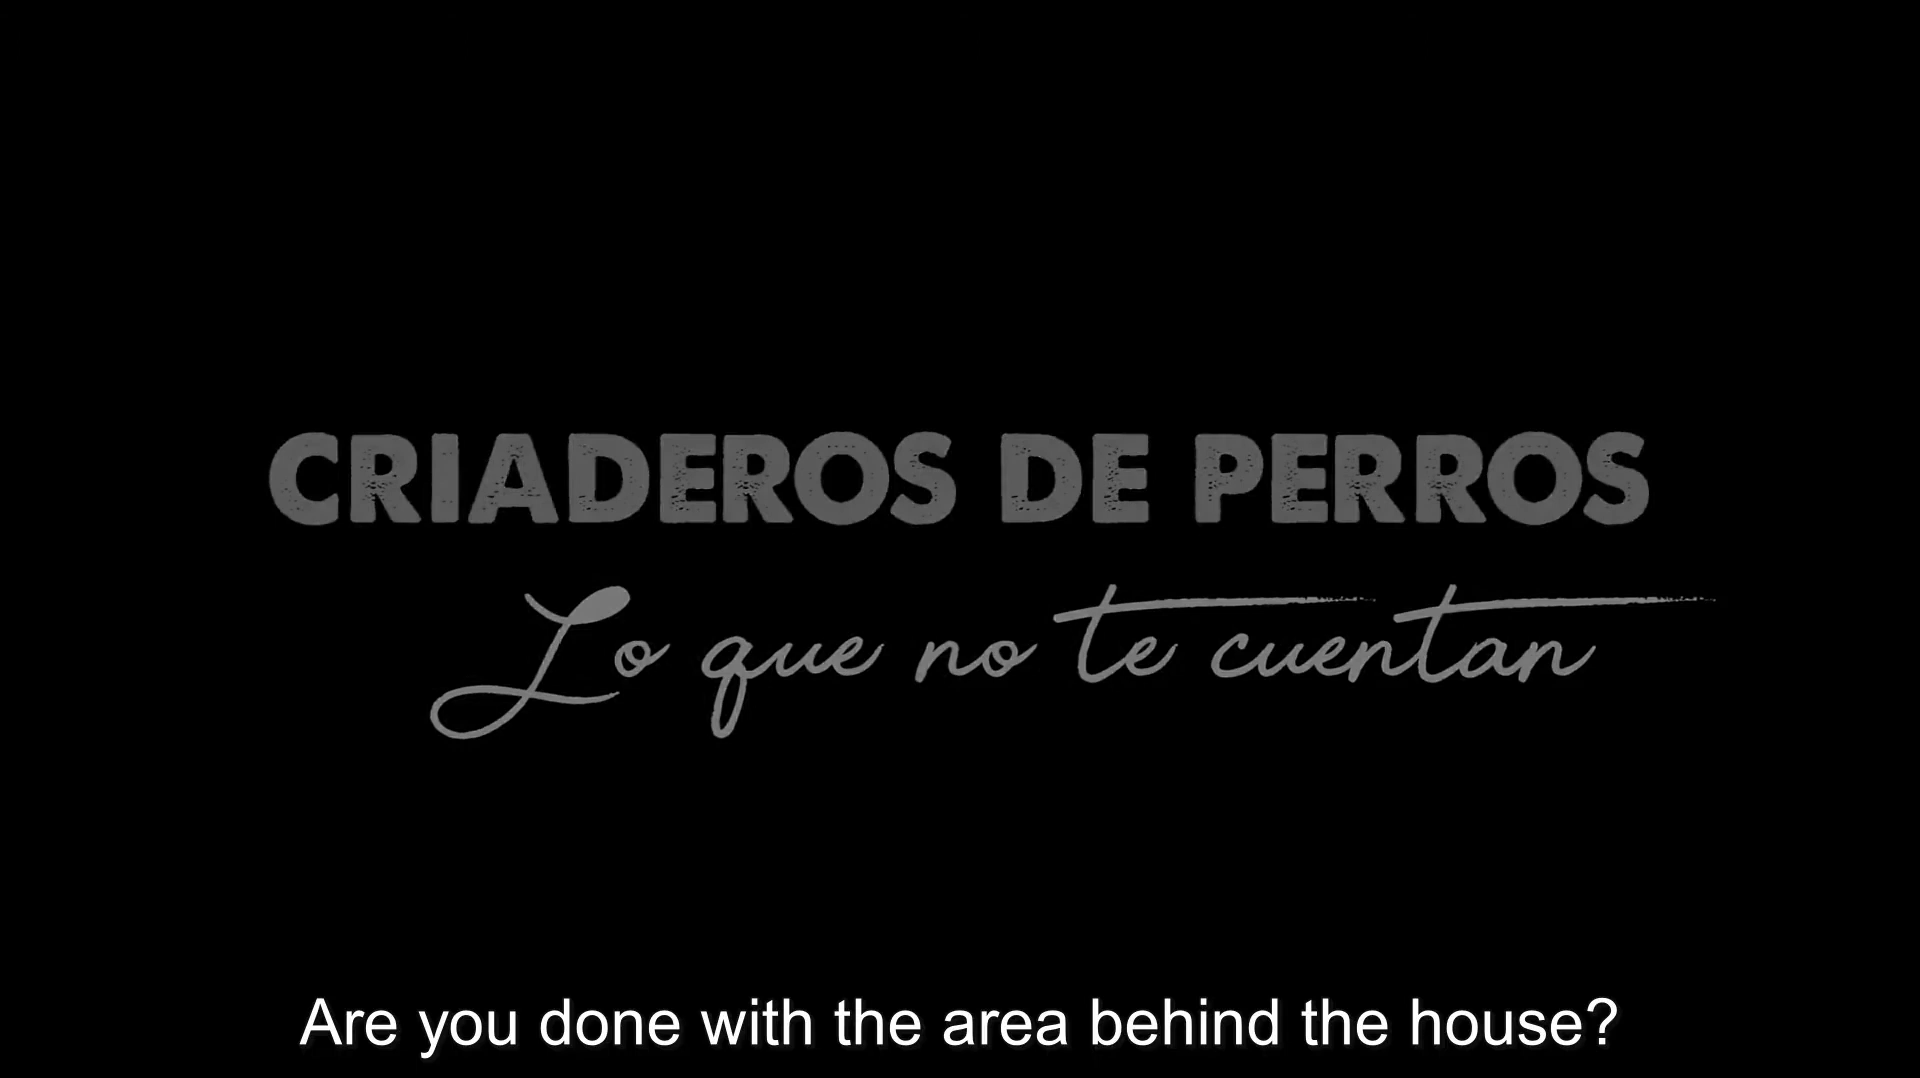 CRIADEROS DE PERROS
Lo que no te cuentan
Are you done with the area behind the house?